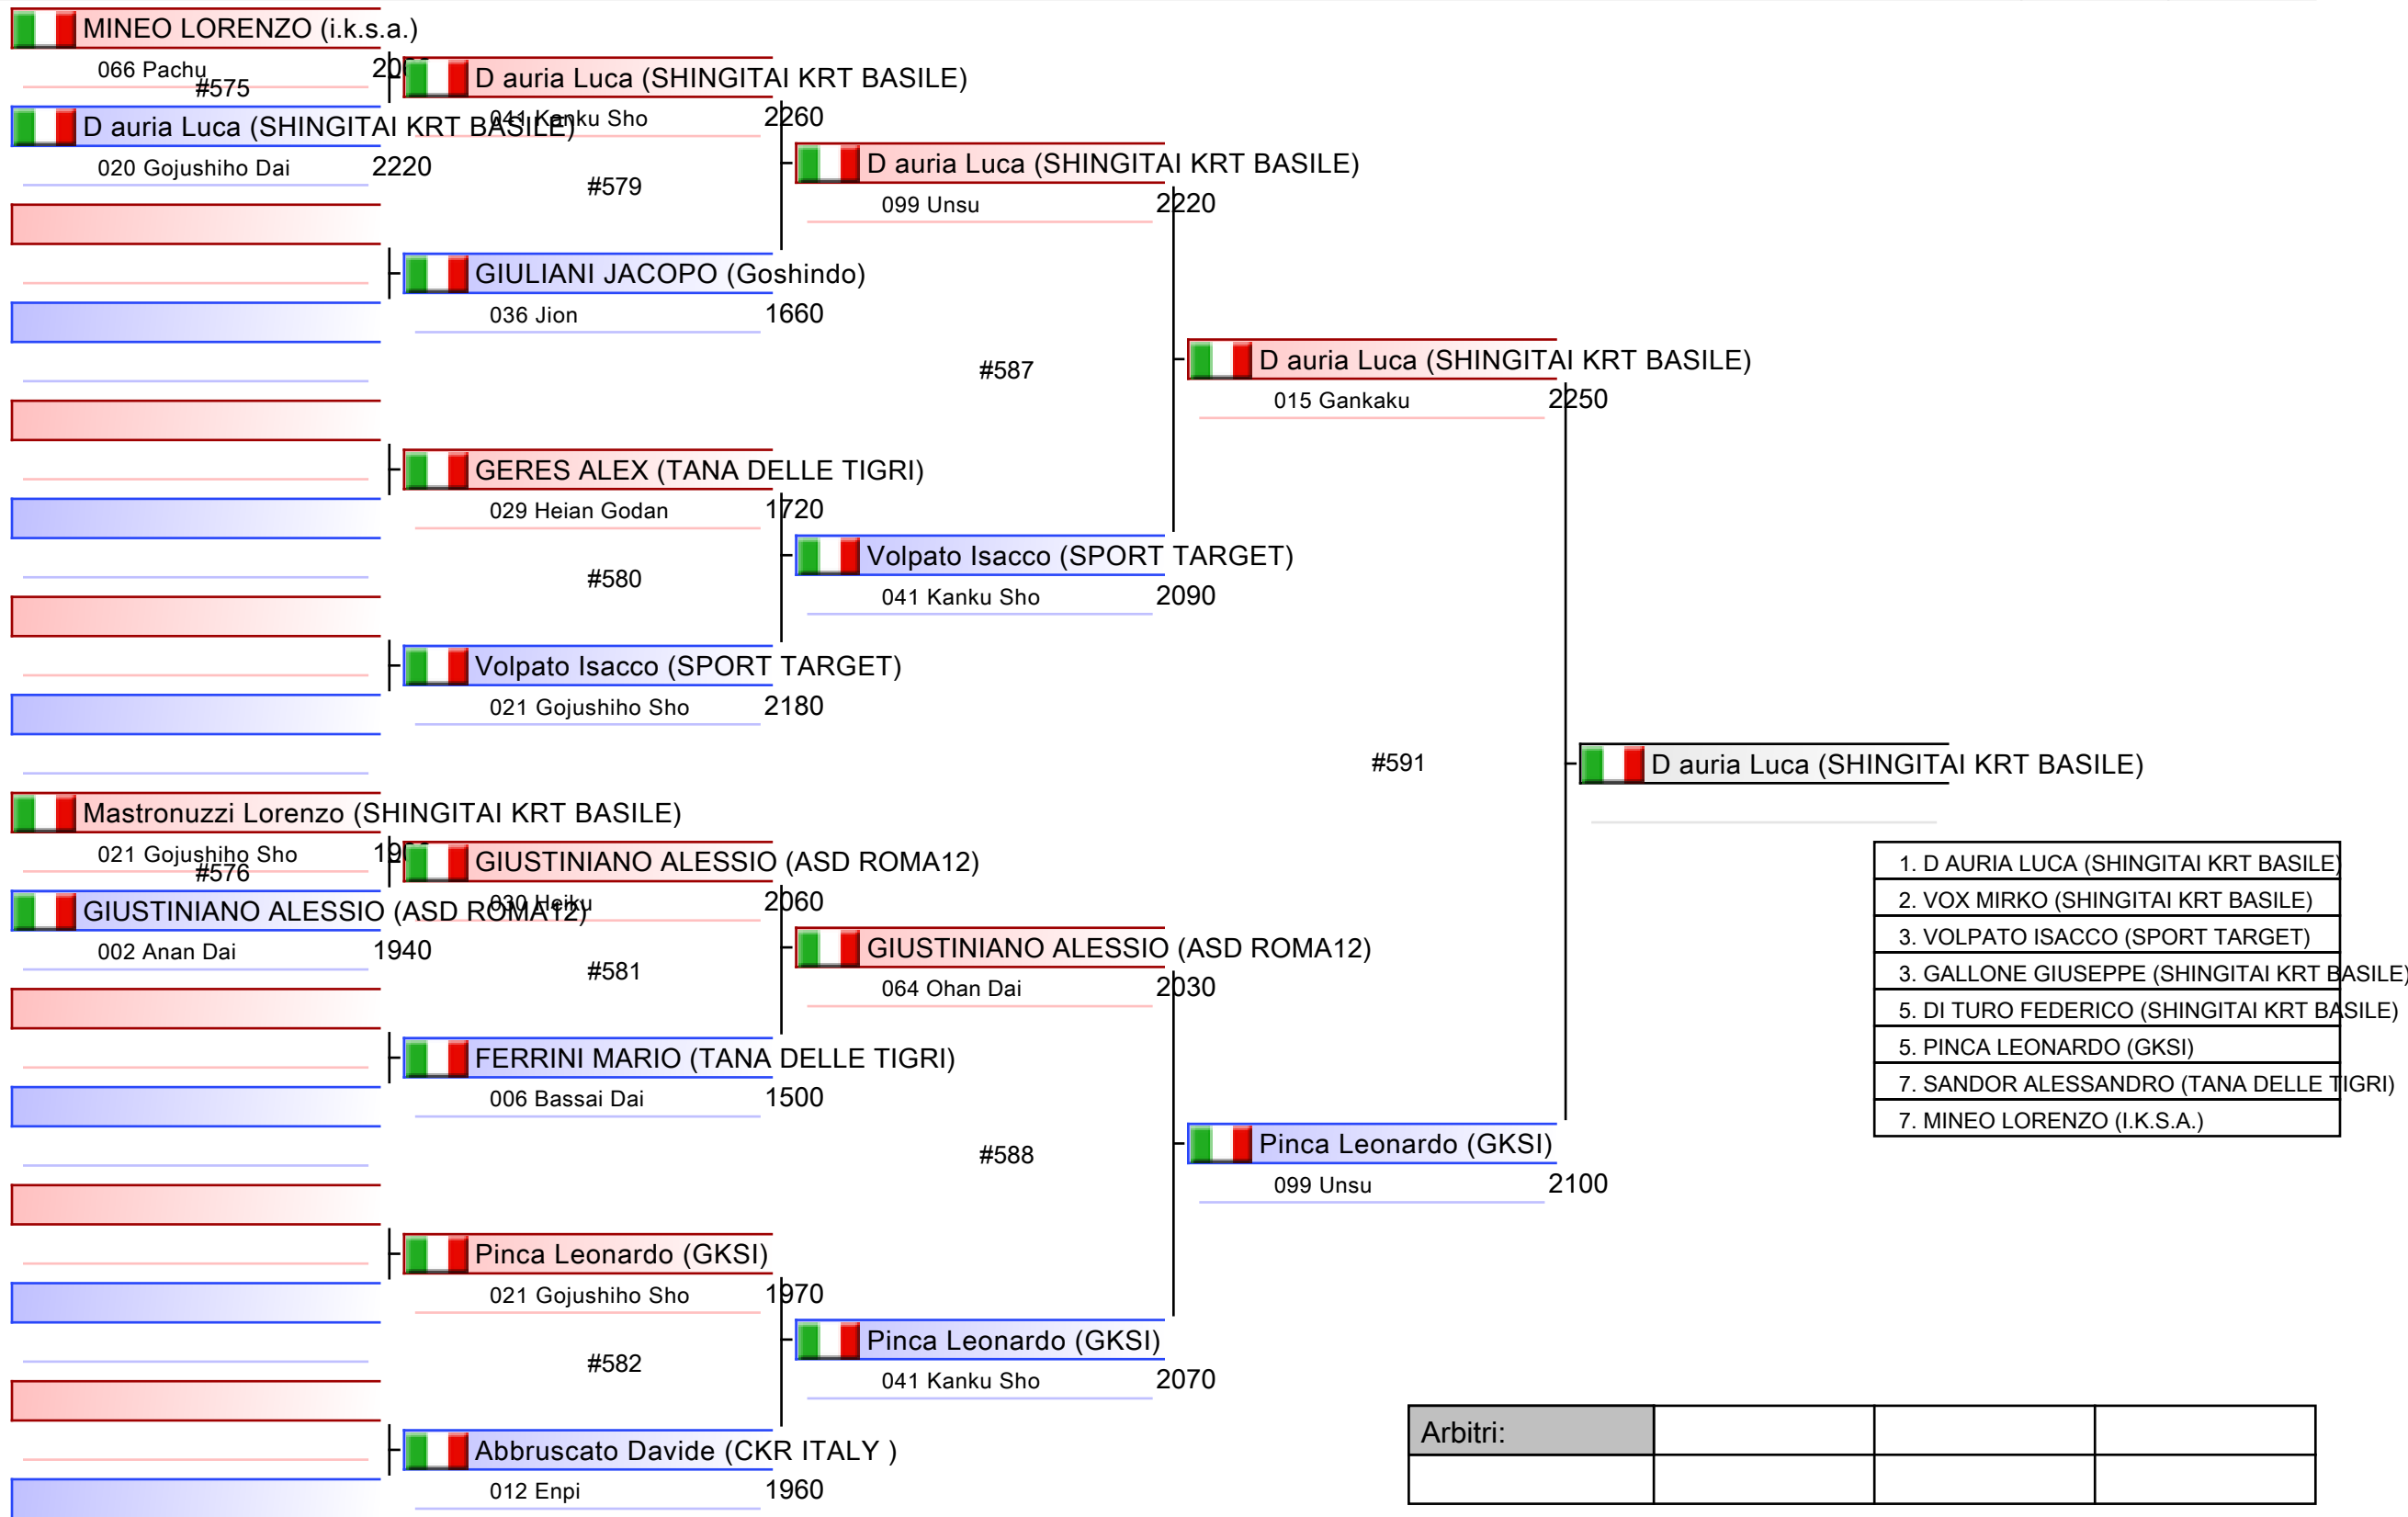 MINEO LORENZO (i.k.s.a.)
066 Pachu
#575
D auria Luca (SHINGITAI KRT BASILE)
020 Gojushiho Dai 2220
D auria Luca (SHINGITAI KRT BASILE)
041 Kanku Sho 2260
#579
GIULIANI JACOPO (Goshindo)
036 Jion 1660
D auria Luca (SHINGITAI KRT BASILE)
099 Unsu 2220
#587
GERES ALEX (TANA DELLE TIGRI)
029 Heian Godan 1720
#580
Volpato Isacco (SPORT TARGET)
021 Gojushiho Sho 2180
Volpato Isacco (SPORT TARGET)
041 Kanku Sho 2090
D auria Luca (SHINGITAI KRT BASILE)
015 Gankaku 2250
#591
D auria Luca (SHINGITAI KRT BASILE)
Mastronuzzi Lorenzo (SHINGITAI KRT BASILE)
021 Gojushiho Sho
#576
GIUSTINIANO ALESSIO (ASD ROMA12)
002 Anan Dai 1940
GIUSTINIANO ALESSIO (ASD ROMA12)
030 Heiku 2060
#581
FERRINI MARIO (TANA DELLE TIGRI)
006 Bassai Dai 1500
GIUSTINIANO ALESSIO (ASD ROMA12)
064 Ohan Dai 2030
#588
Pinca Leonardo (GKSI)
021 Gojushiho Sho 1970
#582
Abbruscato Davide (CKR ITALY )
012 Enpi 1960
Pinca Leonardo (GKSI)
041 Kanku Sho 2070
Pinca Leonardo (GKSI)
099 Unsu 2100
1. D AURIA LUCA (SHINGITAI KRT BASILE)
2. VOX MIRKO (SHINGITAI KRT BASILE)
3. VOLPATO ISACCO (SPORT TARGET)
3. GALLONE GIUSEPPE (SHINGITAI KRT BASILE)
5. DI TURO FEDERICO (SHINGITAI KRT BASILE)
5. PINCA LEONARDO (GKSI)
7. SANDOR ALESSANDRO (TANA DELLE TIGRI)
7. MINEO LORENZO (I.K.S.A.)
Arbitri: